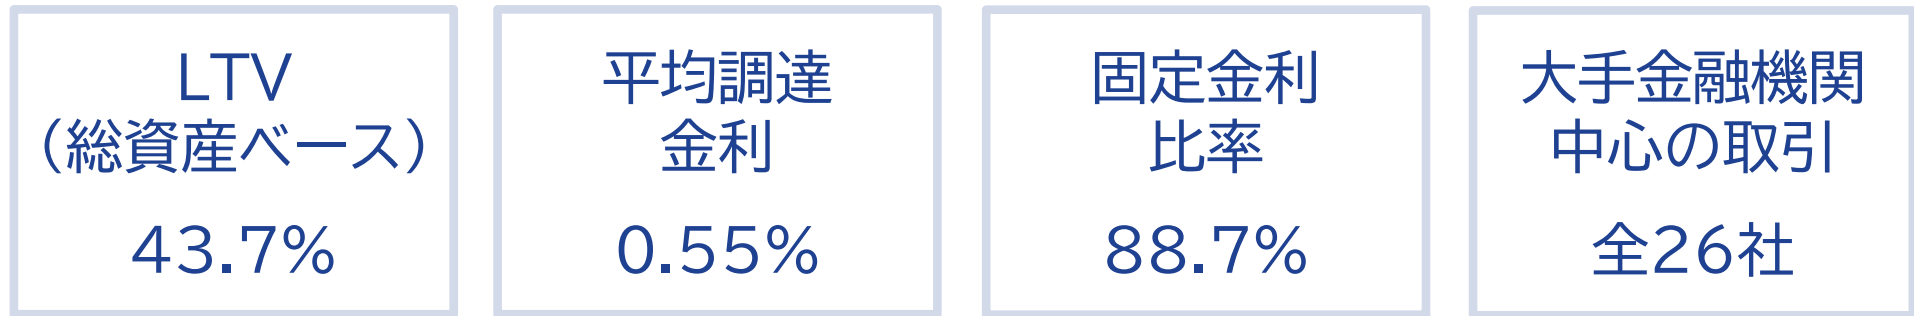 LTV
（総資産ベース）
43.7%
平均調達
金利
0.55%
固定金利
比率
88.7%
大手金融機関
中心の取引
全26社